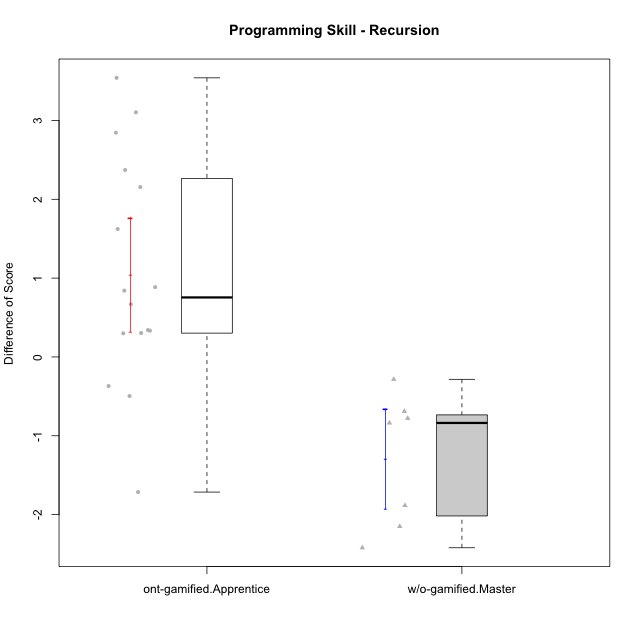 Programming Skill - Recursion
Difference of Score
3
2
1
0
-1
-2
ont-gamified.Apprentice
w/o-gamified.Master